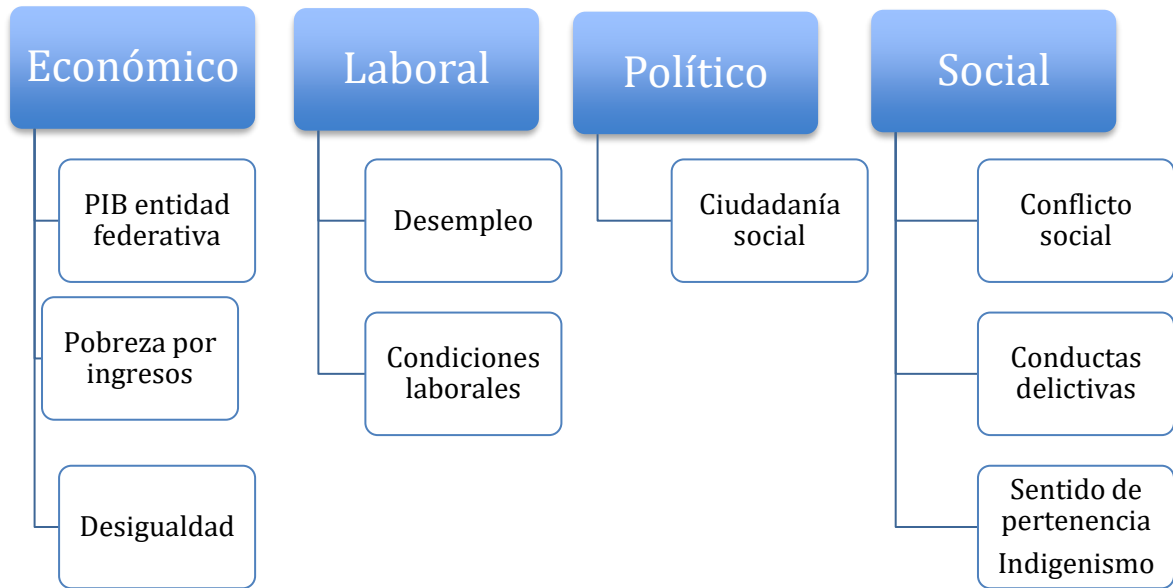 Económico
PIB entidad
federativa
Pobreza por
ingresos
Desigualdad
Laboral
Desempleo
Condiciones
laborales
Político
Ciudadanía
social
Social
Conflicto
social
Conductas
delictivas
Sentido de
pertenencia
Indigenismo